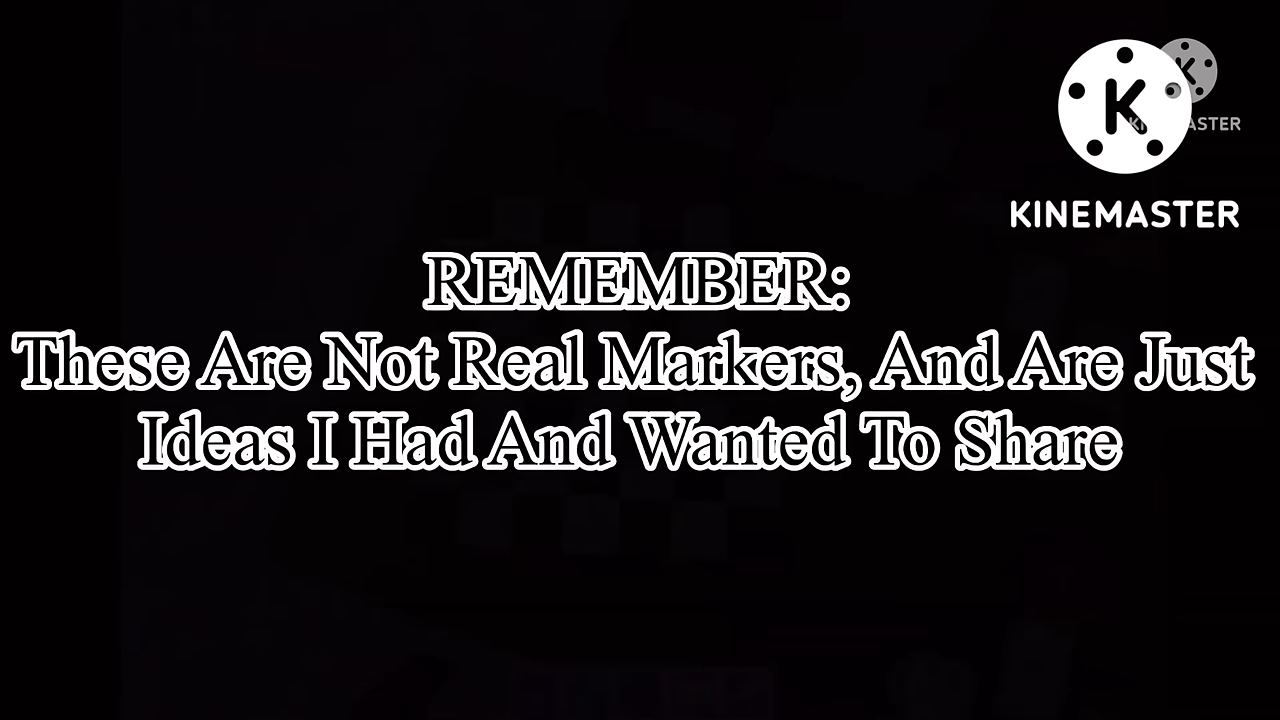 KINEMASTER
KINEMASTER
REMEMBER:
These Are Not Real Markers, And Are Just
Ideas I Had And Wanted To Share